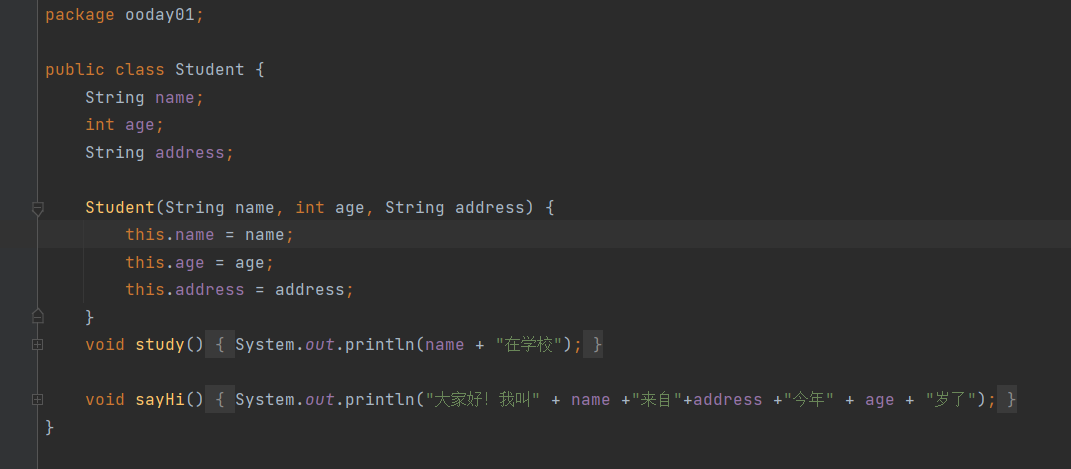 package ooday01;
public class Student {
    String name;
    int age;
    String address;
    Student(String name, int age, String address) {
        this.name = name;
        this.age = age;
        this.address = address;
    }
    void study() { System.out.println(name + "在学校"); }
    void sayHi() { System.out.println("大家好！我叫" + name +"来自"+address +"今年" + age + "岁了"); }
}